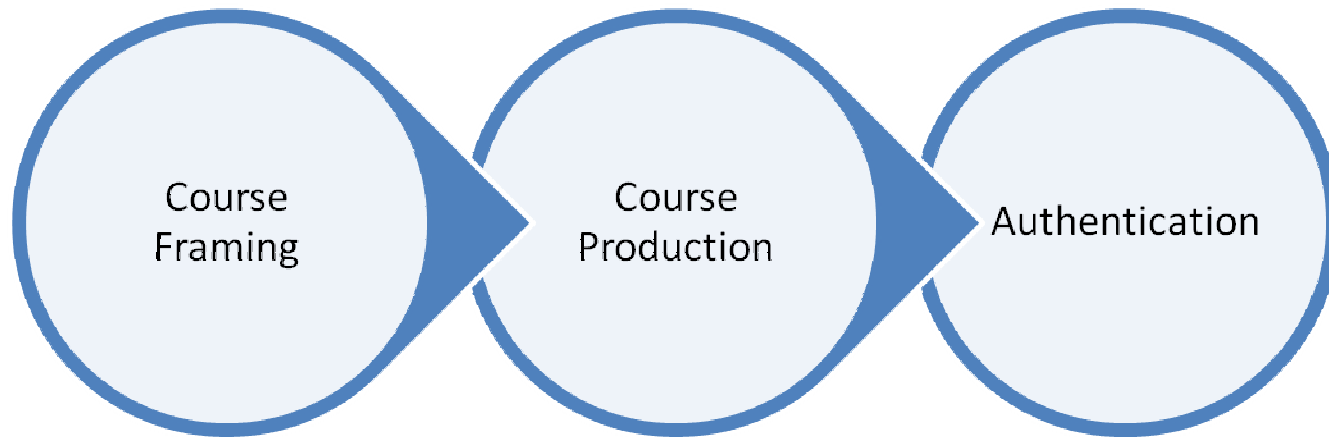 Course
Framing
Course
Production
Authentication